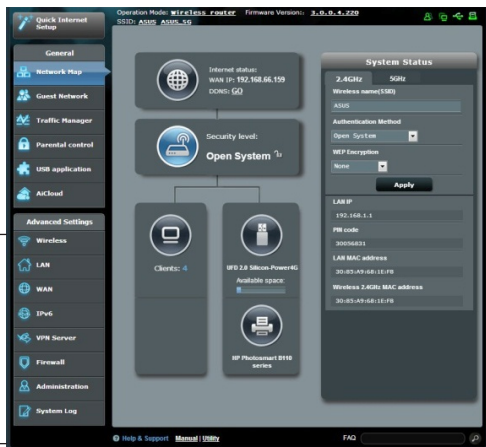 Quick Internet
Setup
Operation Mode: Wireless router Firmware Version: 3.0.0.4.220
SSID: ASUS ASUS_5G
General
Network Map
Guest Network
Traffic Manager
Parental control
USB application
AiCloud
Advanced Settings
Wireless
LAN
WAN
IPv6
VPN Server
Firewall
Administration
System Log
Internet status:
WAN IP: 192.168.66.159
DDNS: GO
Security level:
Open System
Clients: 4
UFD 2.0 Silicon-Power4G
Available space:
HP Photosmart B110
series
System Status
2.4GHz 5GHz
Wireless name(SSID)
ASUS
Authentication Method
Open System
WEP Encryption
None
Apply
LAN IP
192.168.1.1
PIN code
30056831
LAN MAC address
30:85:A9:68:1E:F8
Wireless 2.4GHz MAC address
30:85:A9:68:1E:F8
Help & Support Manual | Utility FAQ